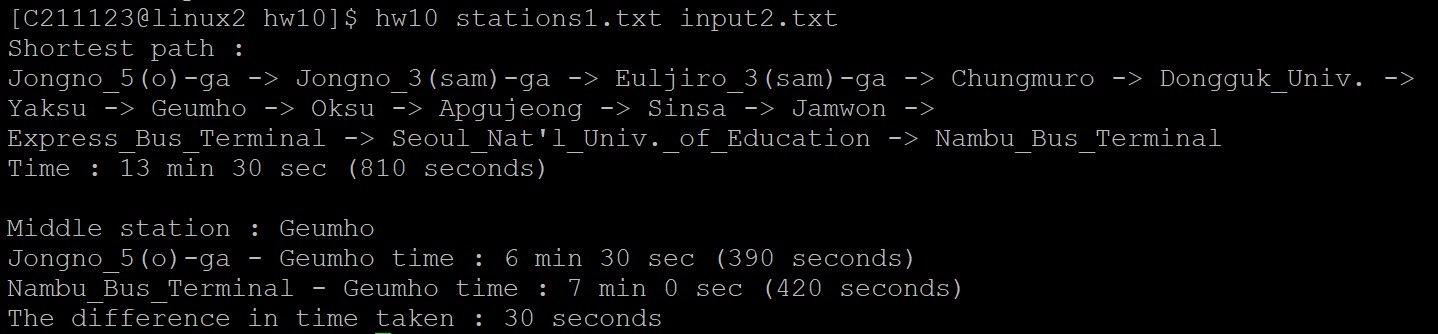 [C211123@linux2 hw10]$ hw10 stations1.txt input2.txt
Shortest path :
Jongno_5(o)-ga -> Jongno_3(sam)-ga -> Euljiro_3(sam)-ga -> Chungmuro -> Dongguk_Univ. ->
Yaksu -> Geumho -> Oksu -> Apgujeong -> Sinsa -> Jamwon ->
Express_Bus_Terminal -> Seoul_Nat'l_Univ._of_Education -> Nambu_Bus_Terminal
Time : 13 min 30 sec (810 seconds)

Middle station : Geumho
Jongno_5(o)-ga - Geumho time : 6 min 30 sec (390 seconds)
Nambu_Bus_Terminal - Geumho time : 7 min 0 sec (420 seconds)
The difference in time taken : 30 seconds